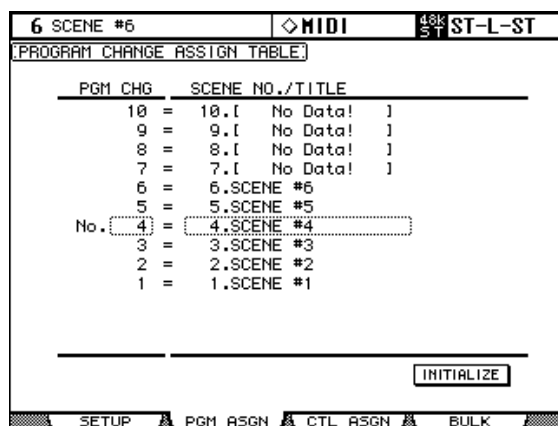 6 SCENE #6 ◇MIDI 48k ST ST-L-ST
PROGRAM CHANGE ASSIGN TABLE
PGM CHG SCENE NO./TITLE
10 = 10.[ No Data! ]
9 = 9.[ No Data! ]
8 = 8.[ No Data! ]
7 = 7.[ No Data! ]
6 = 6.SCENE #6
5 = 5.SCENE #5
No. 4 = 4.SCENE #4
3 = 3.SCENE #3
2 = 2.SCENE #2
1 = 1.SCENE #1
INITIALIZE
SETUP PGM ASGN CTL ASGN BULK